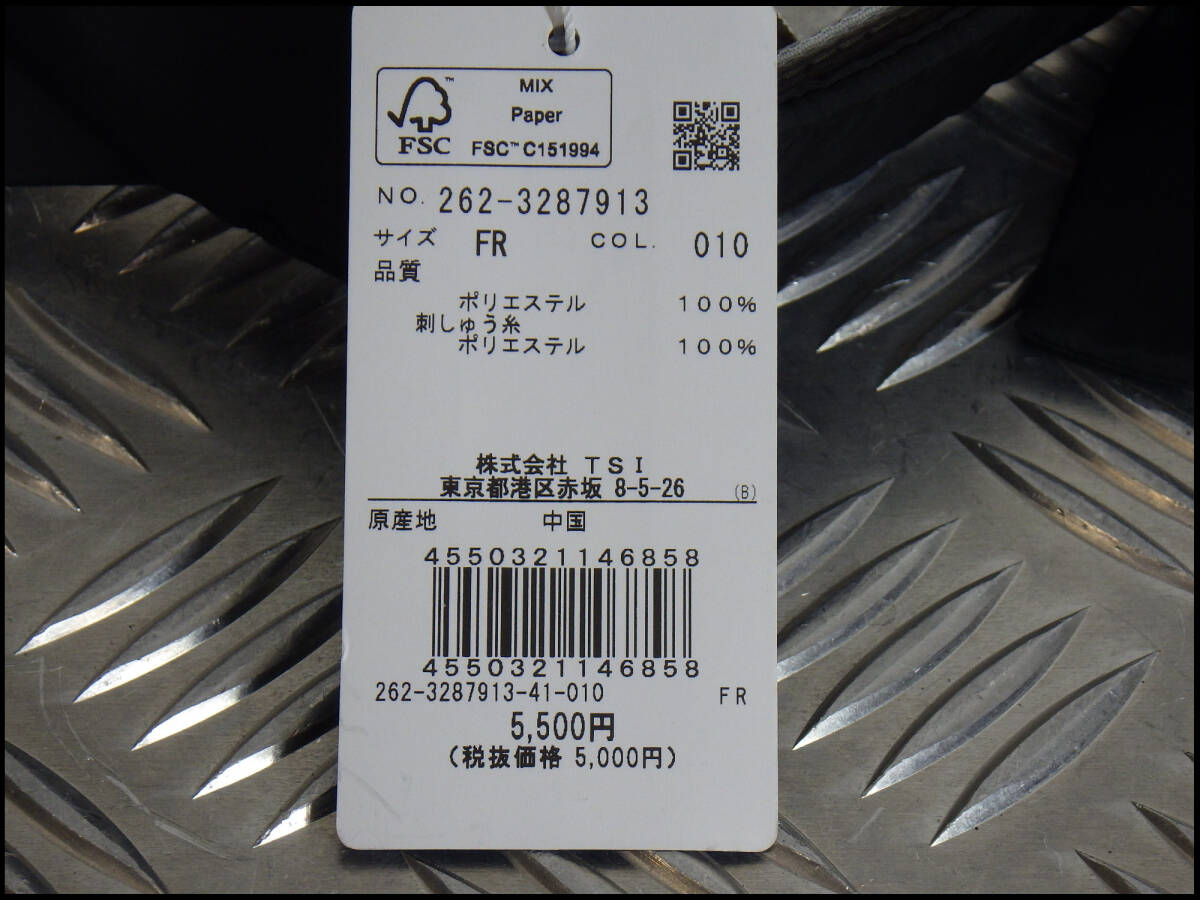 MIX
Paper
FSC™ C151994
FSC
NO. 262-3287913
サイズ FR COL. 010
品質
ポリエステル 100%
刺しゅう糸
ポリエステル 100%
株式会社 TSI
東京都港区赤坂 8-5-26 (B)
原産地 中国
4550321146858
4550321146858
262-3287913-41-010 FR
5,500円
(税抜価格 5,000円)